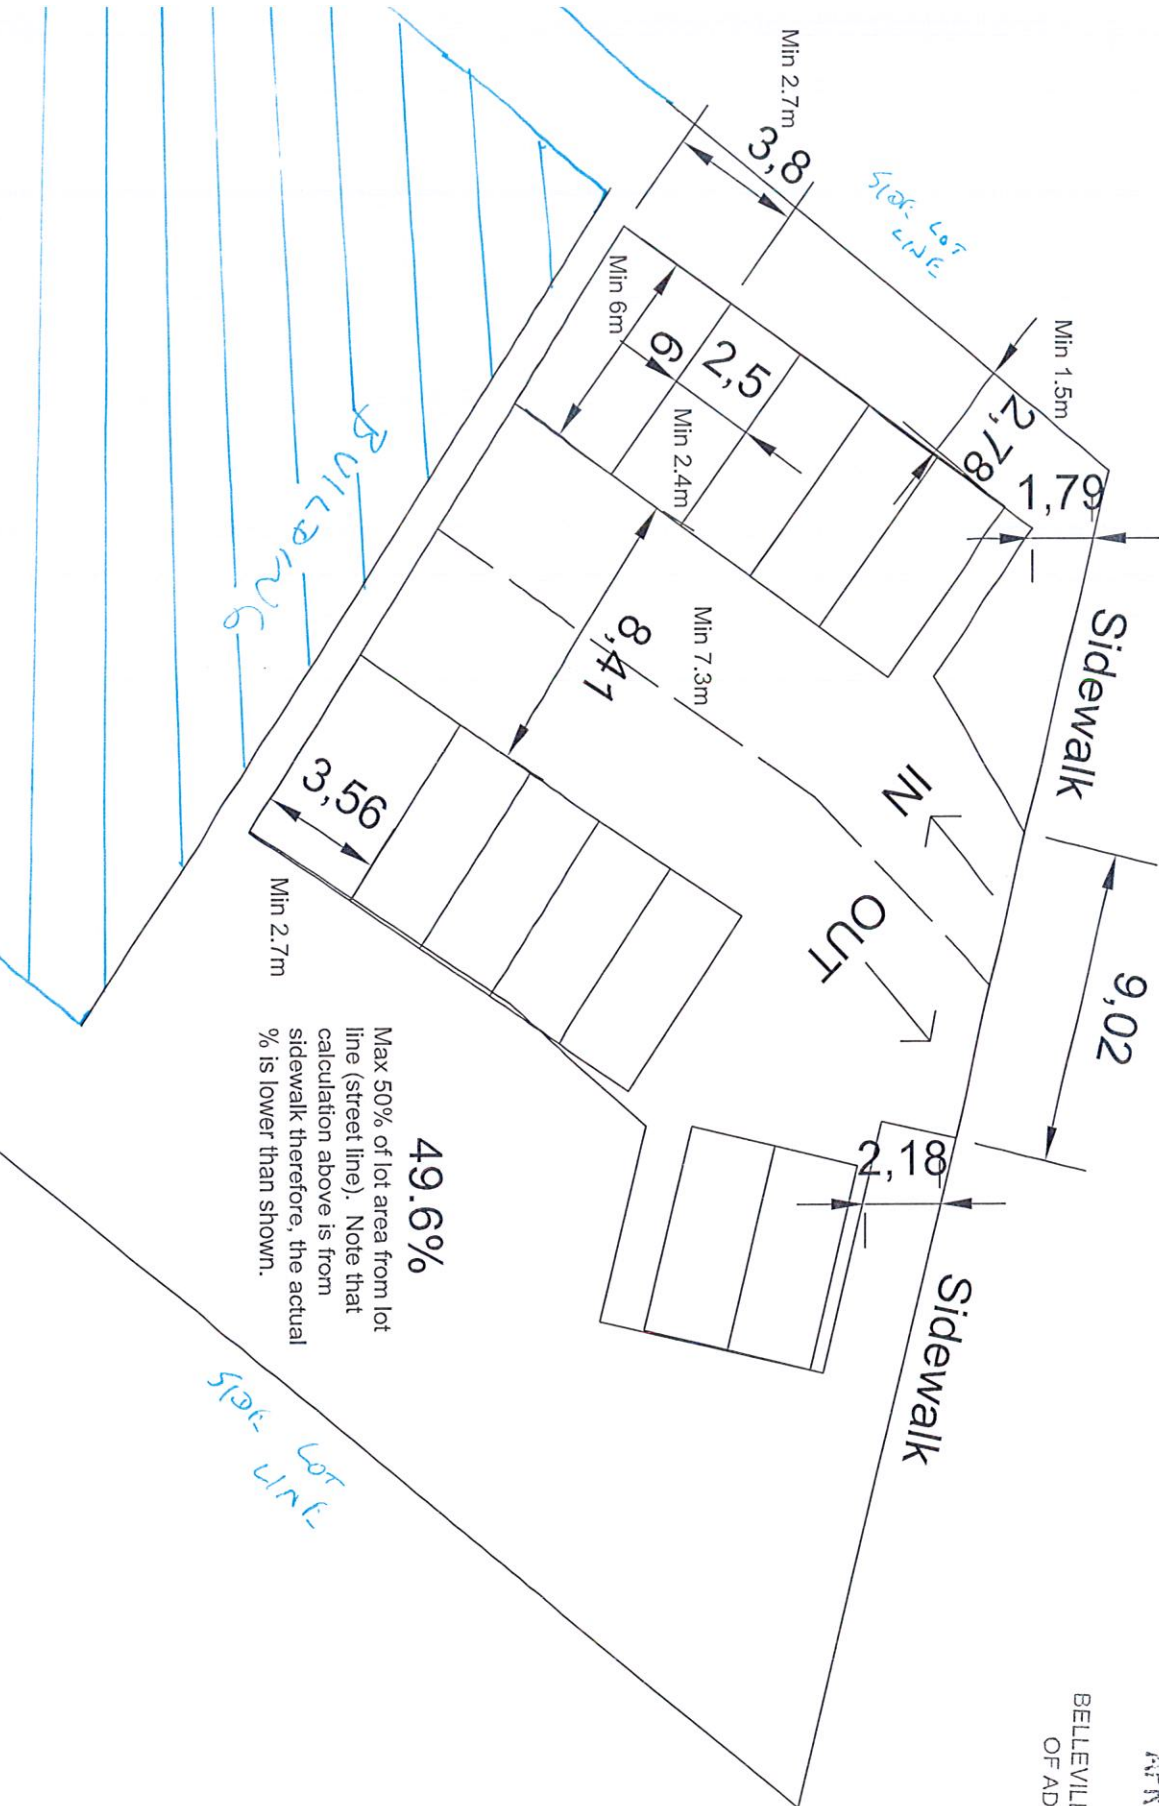 Min 2.7m
3,8
SIDE LOT
LINE
Min 1.5m
2,78
1,79
Sidewalk
Min 6m
6
2,5
Min 2.4m
8,41
Min 7.3m
IN
OUT
9,02
BUILDING
3,56
Min 2.7m
2,18
Sidewalk
49.6%
Max 50% of lot area from lot
line (street line). Note that
calculation above is from
sidewalk therefore, the actual
% is lower than shown.
SIDE LOT
LINE
OF AD